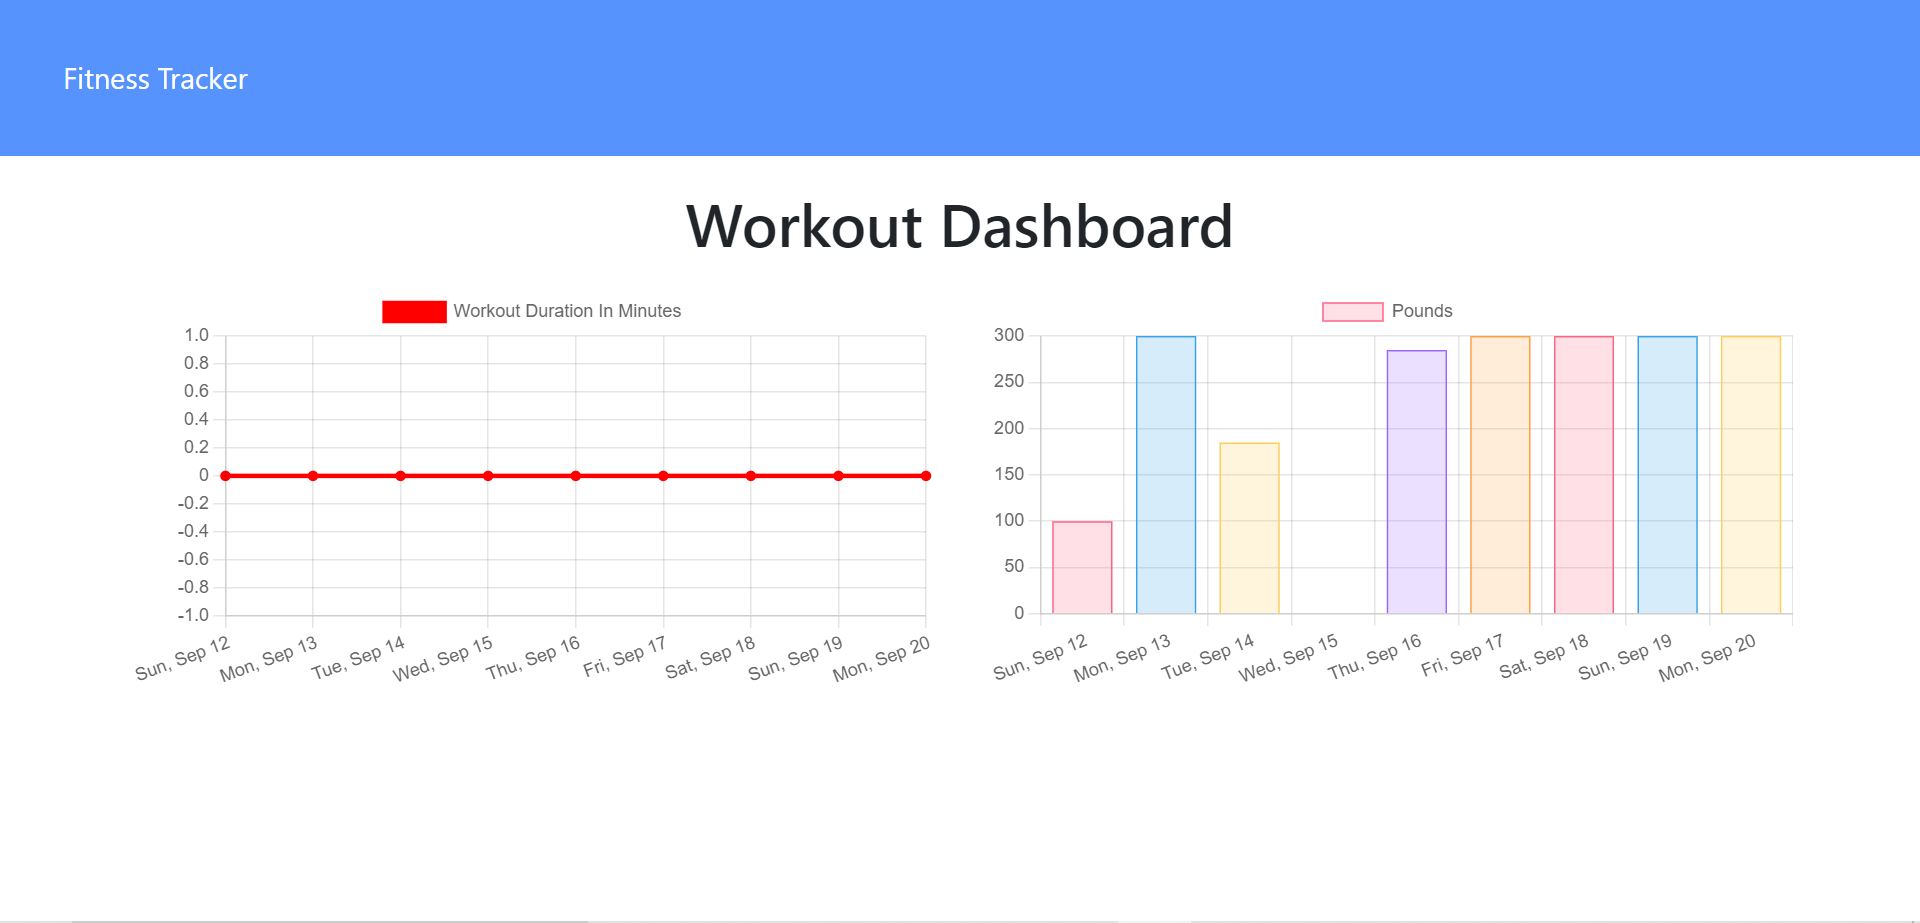 Fitness Tracker
Workout Dashboard
Workout Duration In Minutes
1.0
0.8
0.6
0.4
0.2
0
-0.2
-0.4
-0.6
-0.8
-1.0
Sun, Sep 12
Mon, Sep 13
Tue, Sep 14
Wed, Sep 15
Thu, Sep 16
Fri, Sep 17
Sat, Sep 18
Sun, Sep 19
Mon, Sep 20
Pounds
300
250
200
150
100
50
0
Sun, Sep 12
Mon, Sep 13
Tue, Sep 14
Wed, Sep 15
Thu, Sep 16
Fri, Sep 17
Sat, Sep 18
Sun, Sep 19
Mon, Sep 20